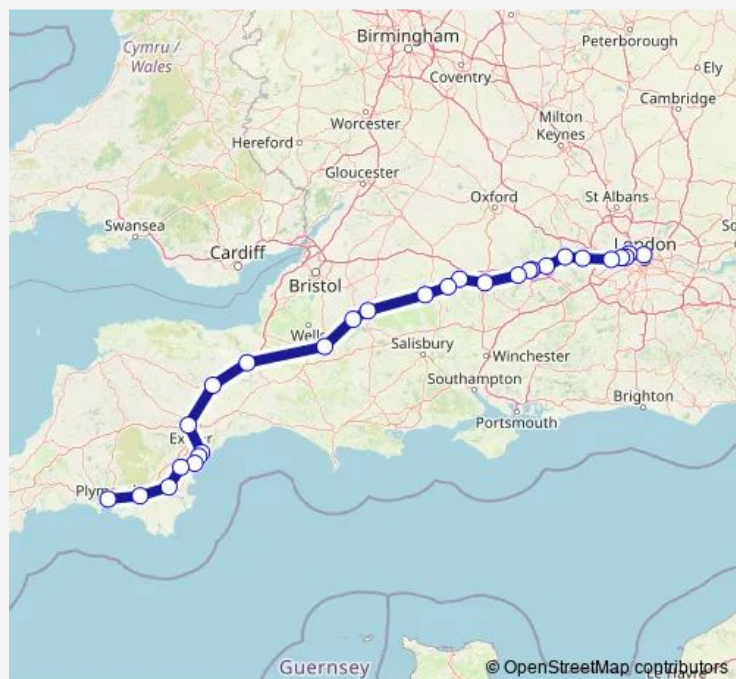 Birmingham
Peterborough
Cymru /
Wales
Coventry
Ely
Cambridge
Worcester
Milton
Keynes
Hereford
Gloucester
Oxford
St Albans
Swansea
Cardiff
London
Bristol
Salisbury
Winchester
Southampton
Portsmouth
Brighton
Guernsey
© OpenStreetMap contributors